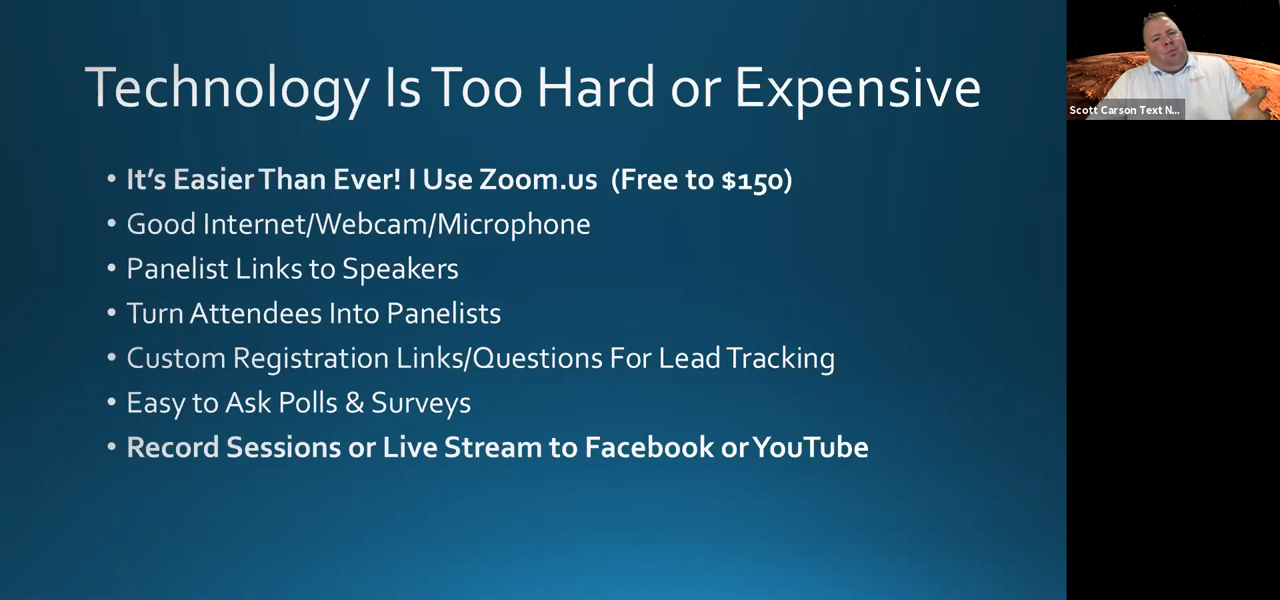 Technology Is Too Hard or Expensive
Scott Carson Text N...
• It's Easier Than Ever! I Use Zoom.us (Free to $150)
• Good Internet/Webcam/Microphone
• Panelist Links to Speakers
• Turn Attendees Into Panelists
• Custom Registration Links/Questions For Lead Tracking
• Easy to Ask Polls & Surveys
• Record Sessions or Live Stream to Facebook or YouTube